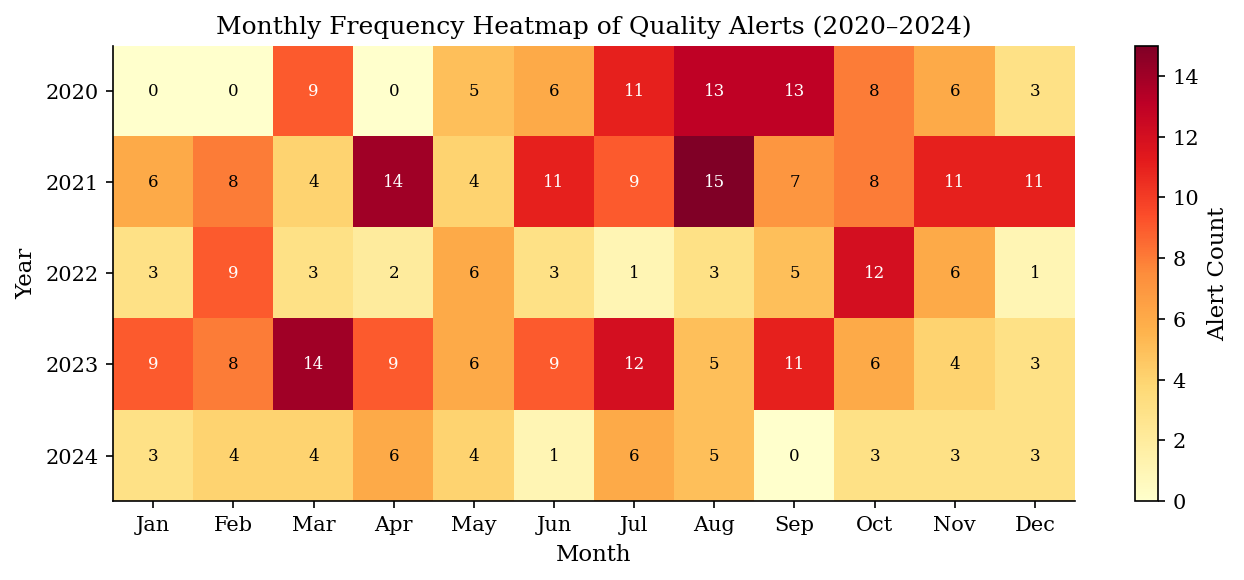 Monthly Frequency Heatmap of Quality Alerts (2020–2024)
Year
2020 0 0 9 0 5 6 11 13 13 8 6 3
2021 6 8 4 14 4 11 9 15 7 8 11 11
2022 3 9 3 2 6 3 1 3 5 12 6 1
2023 9 8 14 9 6 9 12 5 11 6 4 3
2024 3 4 4 6 4 1 6 5 0 3 3 3
Jan Feb Mar Apr May Jun Jul Aug Sep Oct Nov Dec
Month
14
12
10
8
6
4
2
0
Alert Count